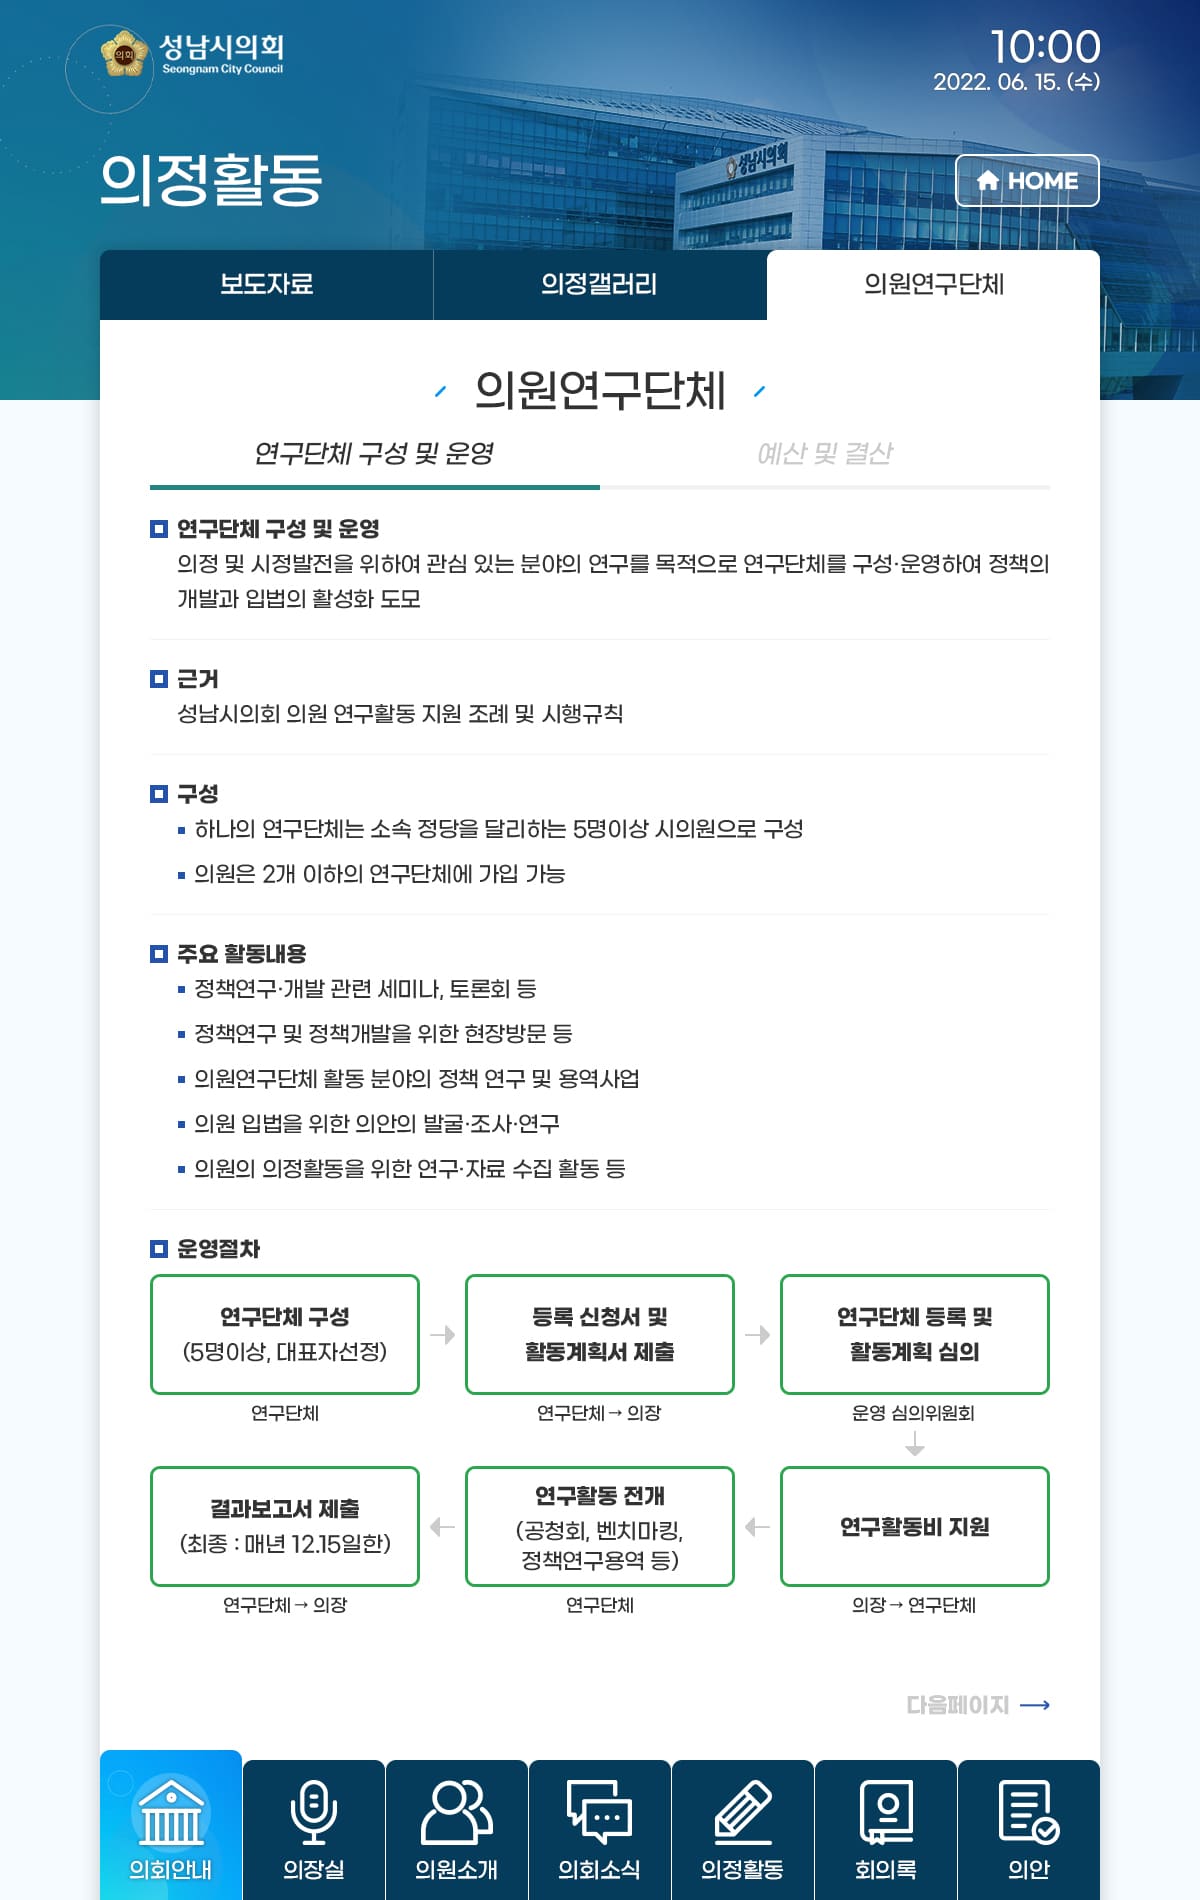 의회
성남시의회
Seongnam City Council
10:00
2022. 06. 15. (수)
의정활동
성남시의회
HOME
보도자료
의정갤러리
의원연구단체
의원연구단체
연구단체 구성 및 운영
예산 및 결산
연구단체 구성 및 운영
의정 및 시정발전을 위하여 관심 있는 분야의 연구를 목적으로 연구단체를 구성·운영하여 정책의
개발과 입법의 활성화 도모
근거
성남시의회 의원 연구활동 지원 조례 및 시행규칙
구성
하나의 연구단체는 소속 정당을 달리하는 5명이상 시의원으로 구성
의원은 2개 이하의 연구단체에 가입 가능
주요 활동내용
정책연구·개발 관련 세미나, 토론회 등
정책연구 및 정책개발을 위한 현장방문 등
의원연구단체 활동 분야의 정책 연구 및 용역사업
의원 입법을 위한 의안의 발굴·조사·연구
의원의 의정활동을 위한 연구·자료 수집 활동 등
운영절차
연구단체 구성
(5명이상, 대표자선정)
연구단체
등록 신청서 및
활동계획서 제출
연구단체 → 의장
연구단체 등록 및
활동계획 심의
운영 심의위원회
결과보고서 제출
(최종 : 매년 12.15일한)
연구단체 → 의장
연구활동 전개
(공청회, 벤치마킹,
정책연구용역 등)
연구단체
연구활동비 지원
의장 → 연구단체
다음페이지
의회안내
의장실
의원소개
의회소식
의정활동
회의록
의안